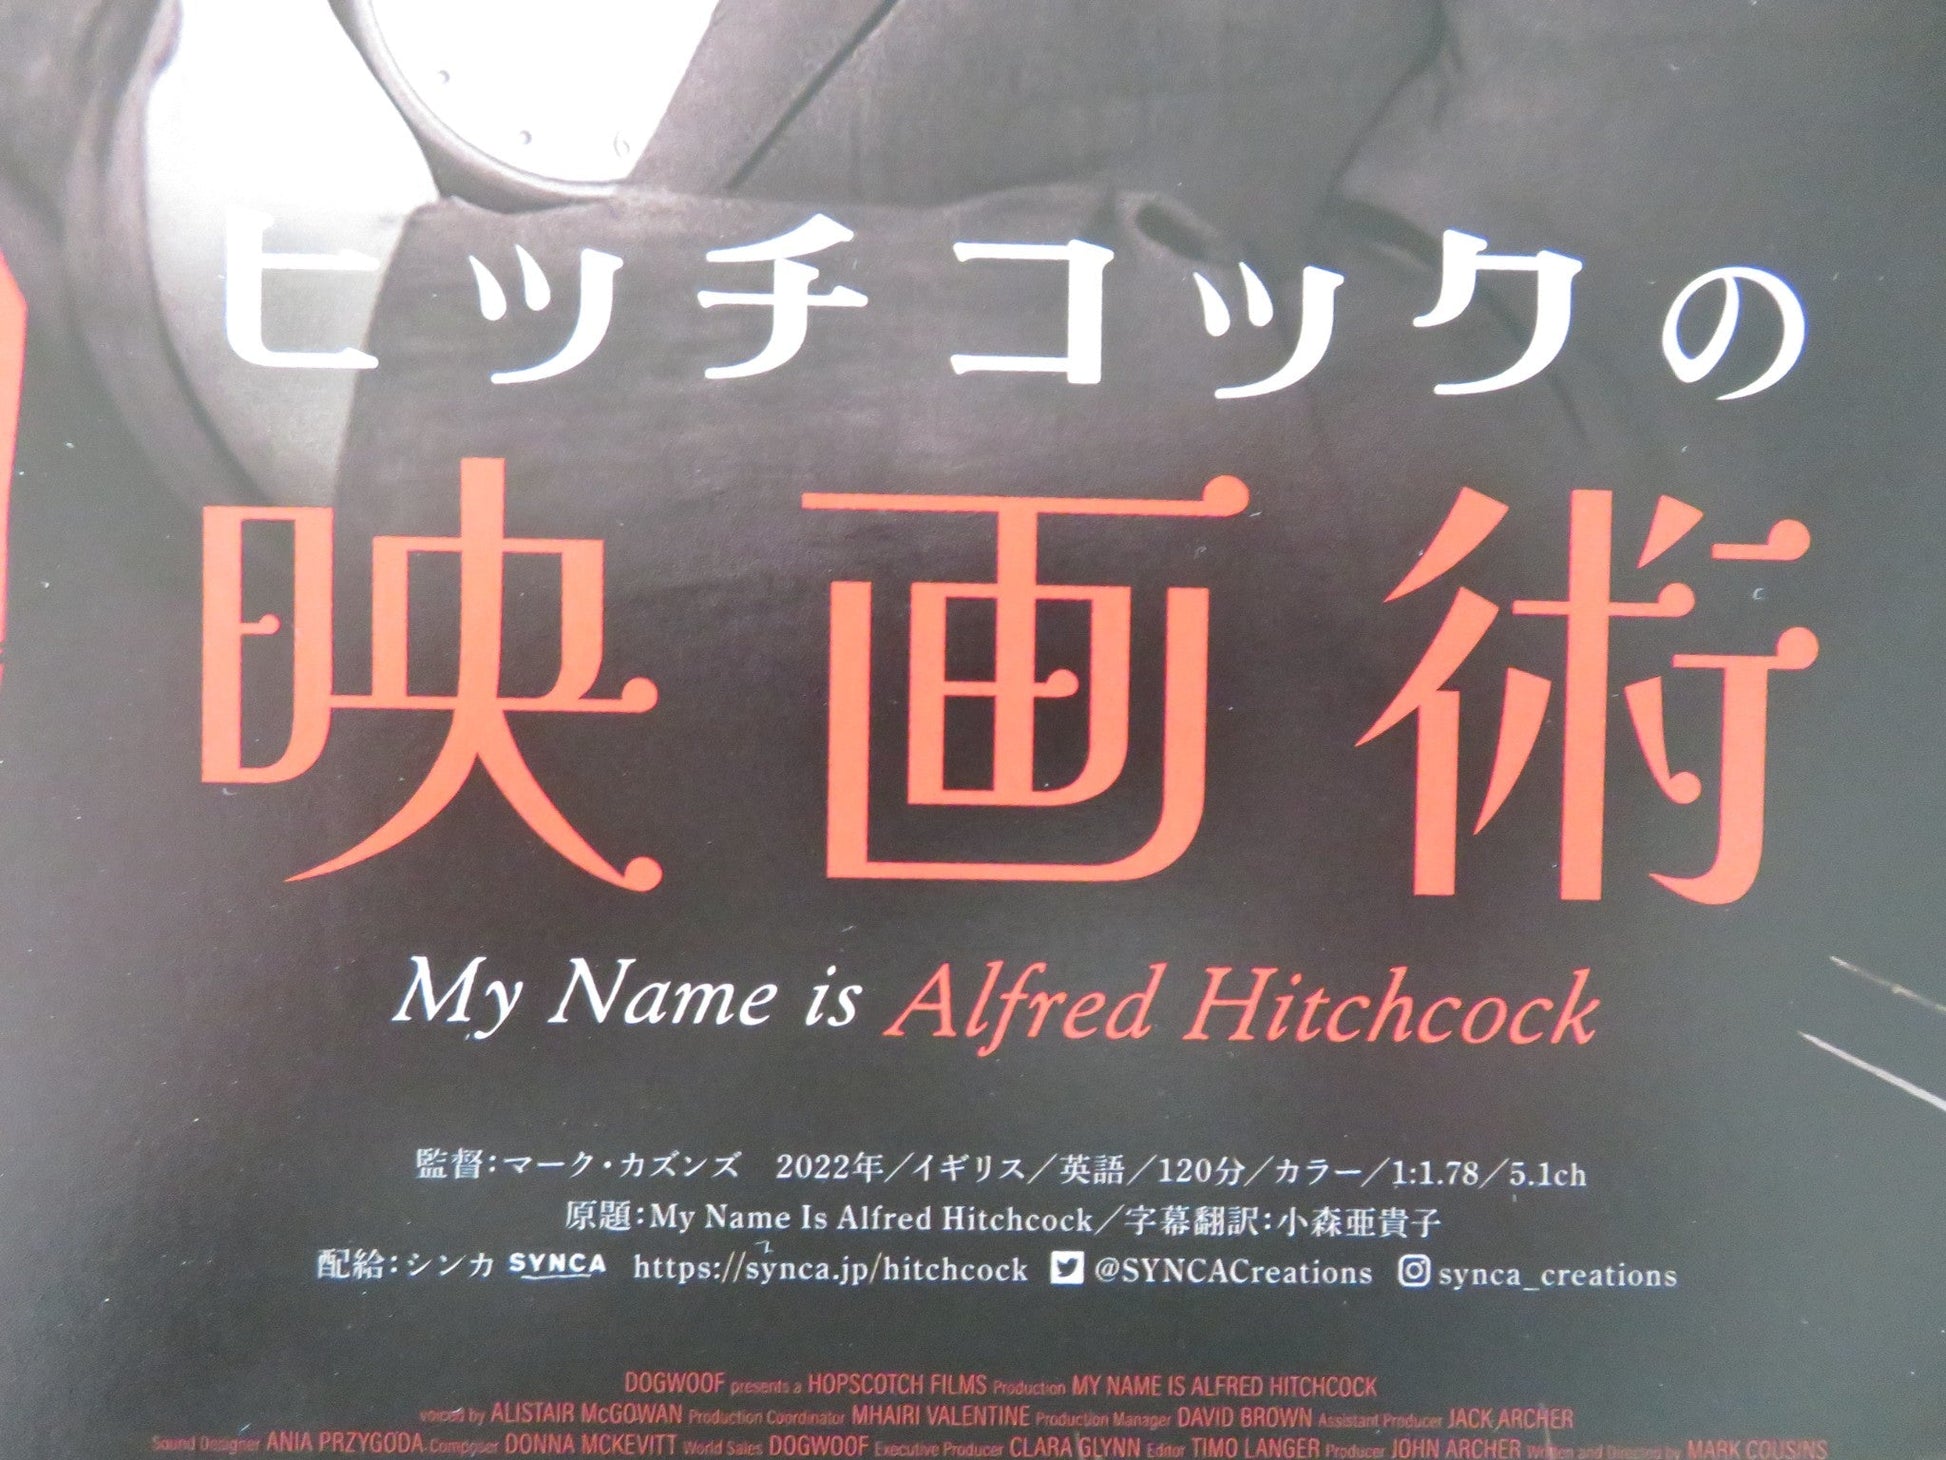 ヒッチコックの
映画術
My Name is Alfred Hitchcock
監督：マーク・カズンズ　2022年／イギリス／英語／120分／カラー／1:1.78／5.1ch
原題：My Name Is Alfred Hitchcock／字幕翻訳：小森亜貴子
配給：シンカ SYNCA https://synca.jp/hitchcock @SYNCACreations synca_creations
DOGWOOF presents a HOPSCOTCH FILMS Production MY NAME IS ALFRED HITCHCOCK
voiced by ALISTAIR McGOWAN Production Coordinator MHAIRI VALENTINE Production Manager DAVID BROWN Assistant Producer JACK ARCHER
Sound Designer ANIA PRZYGODA Composer DONNA MCKEVITT World Sales DOGWOOF Executive Producer CLARA GLYNN Editor TIMO LANGER Producer JOHN ARCHER Written and Directed by MARK COUSINS